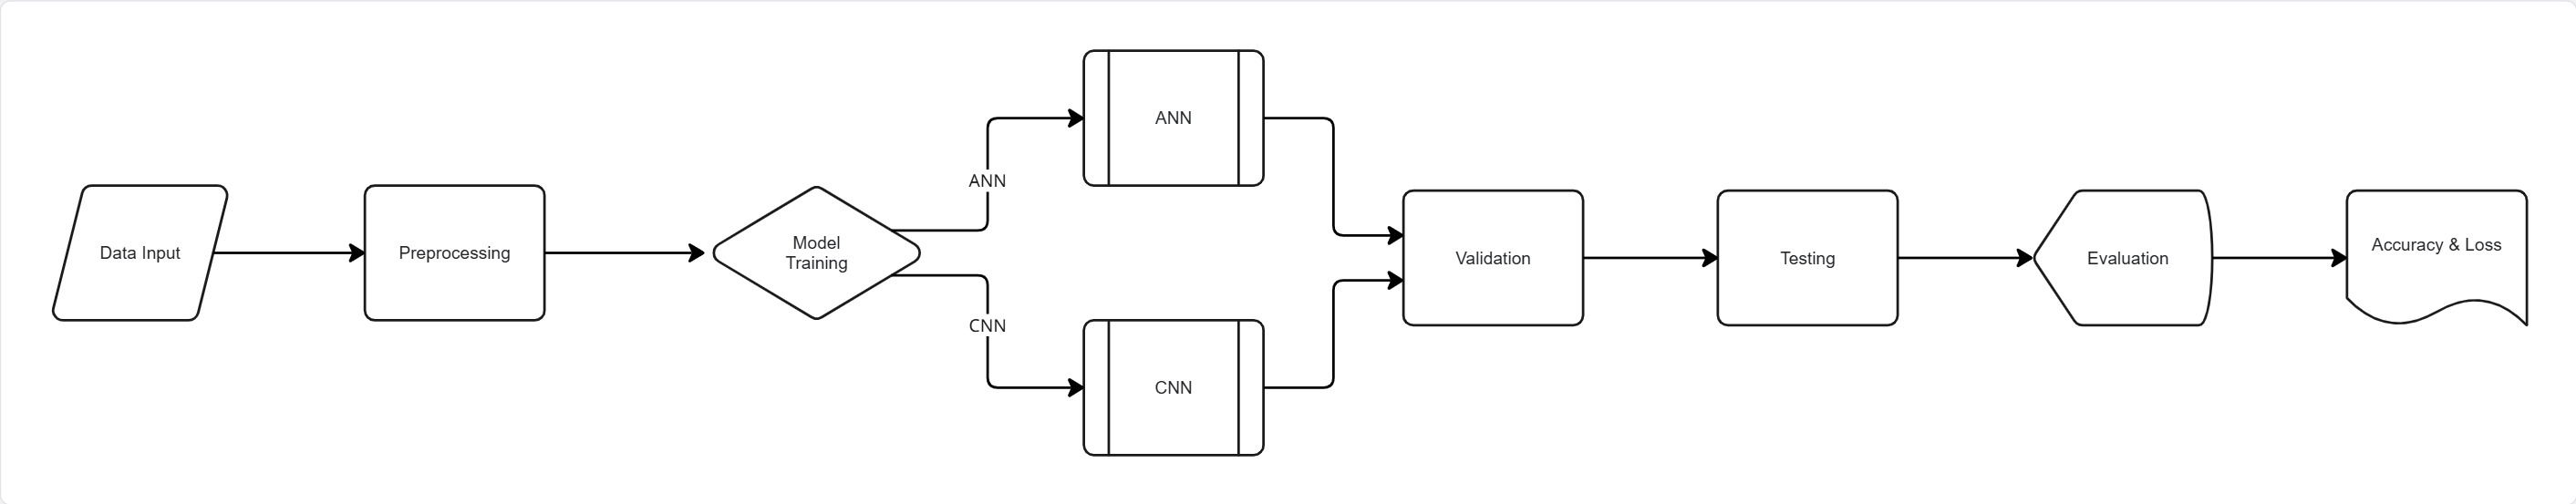 Data Input
Preprocessing
Model
Training
ANN
CNN
ANN
CNN
Validation
Testing
Evaluation
Accuracy & Loss